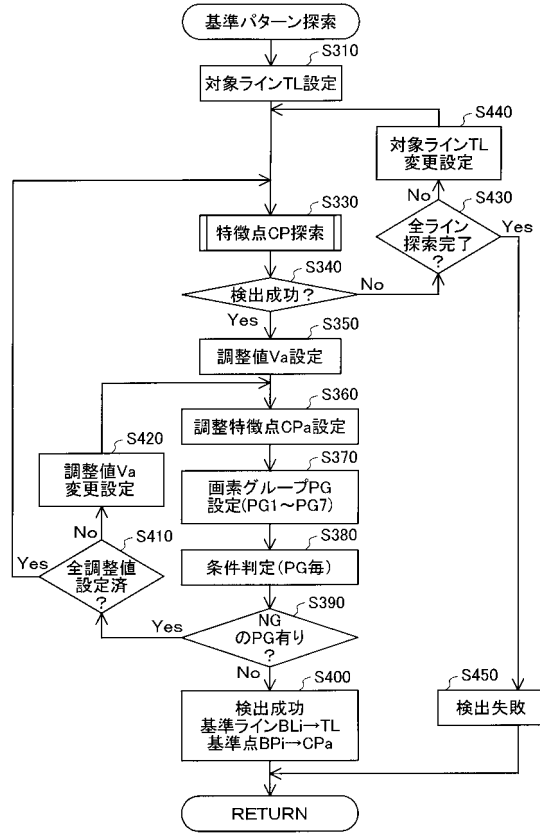 基準パターン探索
S310
対象ラインTL設定
S440
対象ラインTL
変更設定
No
S430
全ライン
探索完了
?
Yes
S330
特徴点CP探索
S340
検出成功?
No
Yes
S350
調整値Va設定
S360
調整特徴点CPa設定
S420
調整値Va
変更設定
S370
画素グループPG
設定(PG1~PG7)
No
S410
Yes
全調整値
設定済
?
S380
条件判定(PG毎)
S390
NG
のPG有り
?
Yes
No
S400
検出成功
基準ラインBLi→TL
基準点BPi→CPa
S450
検出失敗
RETURN